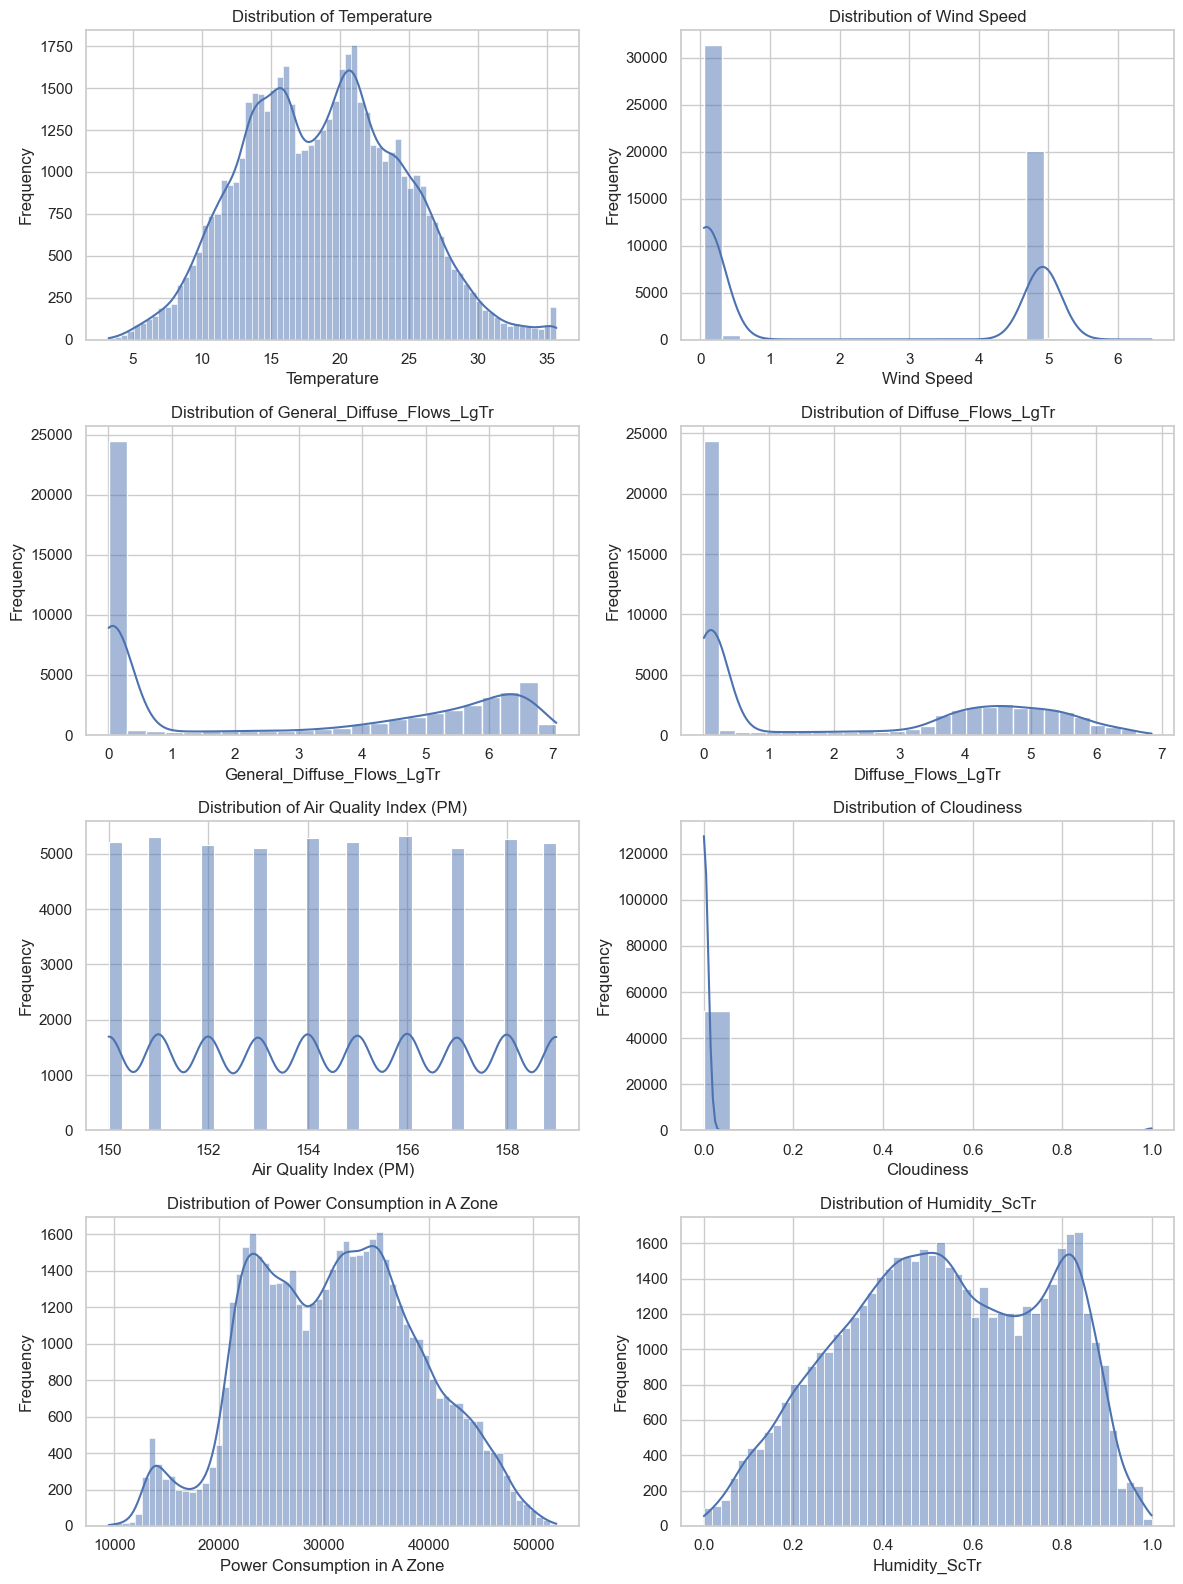 Distribution of Temperature
1750
1500
1250
1000
750
500
250
0
Frequency
5 10 15 20 25 30 35
Temperature
Distribution of Wind Speed
30000
25000
20000
15000
10000
5000
0
Frequency
0 1 2 3 4 5 6
Wind Speed
Distribution of General_Diffuse_Flows_LgTr
25000
20000
15000
10000
5000
0
Frequency
0 1 2 3 4 5 6 7
General_Diffuse_Flows_LgTr
Distribution of Diffuse_Flows_LgTr
25000
20000
15000
10000
5000
0
Frequency
0 1 2 3 4 5 6 7
Diffuse_Flows_LgTr
Distribution of Air Quality Index (PM)
5000
4000
3000
2000
1000
0
Frequency
150 152 154 156 158
Air Quality Index (PM)
Distribution of Cloudiness
120000
100000
80000
60000
40000
20000
0
Frequency
0.0 0.2 0.4 0.6 0.8 1.0
Cloudiness
Distribution of Power Consumption in A Zone
1600
1400
1200
1000
800
600
400
200
0
Frequency
10000 20000 30000 40000 50000
Power Consumption in A Zone
Distribution of Humidity_ScTr
1600
1400
1200
1000
800
600
400
200
0
Frequency
0.0 0.2 0.4 0.6 0.8 1.0
Humidity_ScTr